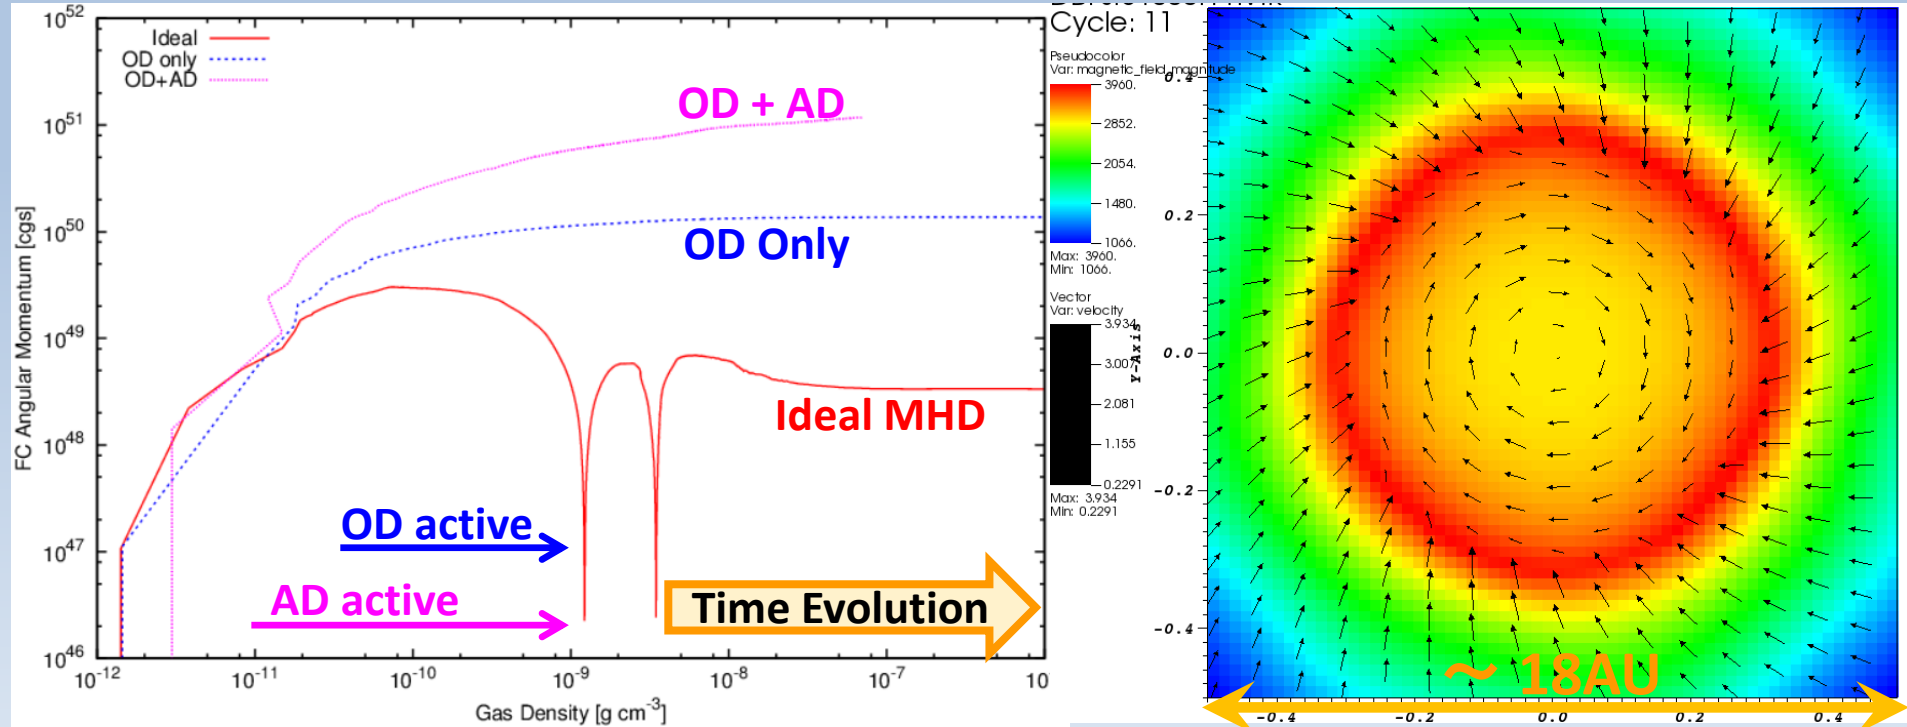 10^52
10^51
10^50
10^49
10^48
10^47
10^46
FC Angular Momentum [cgs]
Ideal
OD only
OD+AD
OD + AD
OD Only
Ideal MHD
OD active
AD active
Time Evolution
10^-12
10^-11
10^-10
10^-9
10^-8
10^-7
10
Gas Density [g cm^-3]
Cycle: 11
Pseudocolor
Var: magnetic_field_magnitude
3960.
2852.
2054.
1480.
1066.
Max: 3960.
Min: 1066.
Vector
Var: velocity
3.934
3.007
2.081
1.155
0.2291
Max: 3.934
Min: 0.2291
Y-Axis
0.4
0.2
0.0
-0.2
-0.4
~ 18AU
-0.4
-0.2
0.0
0.2
0.4